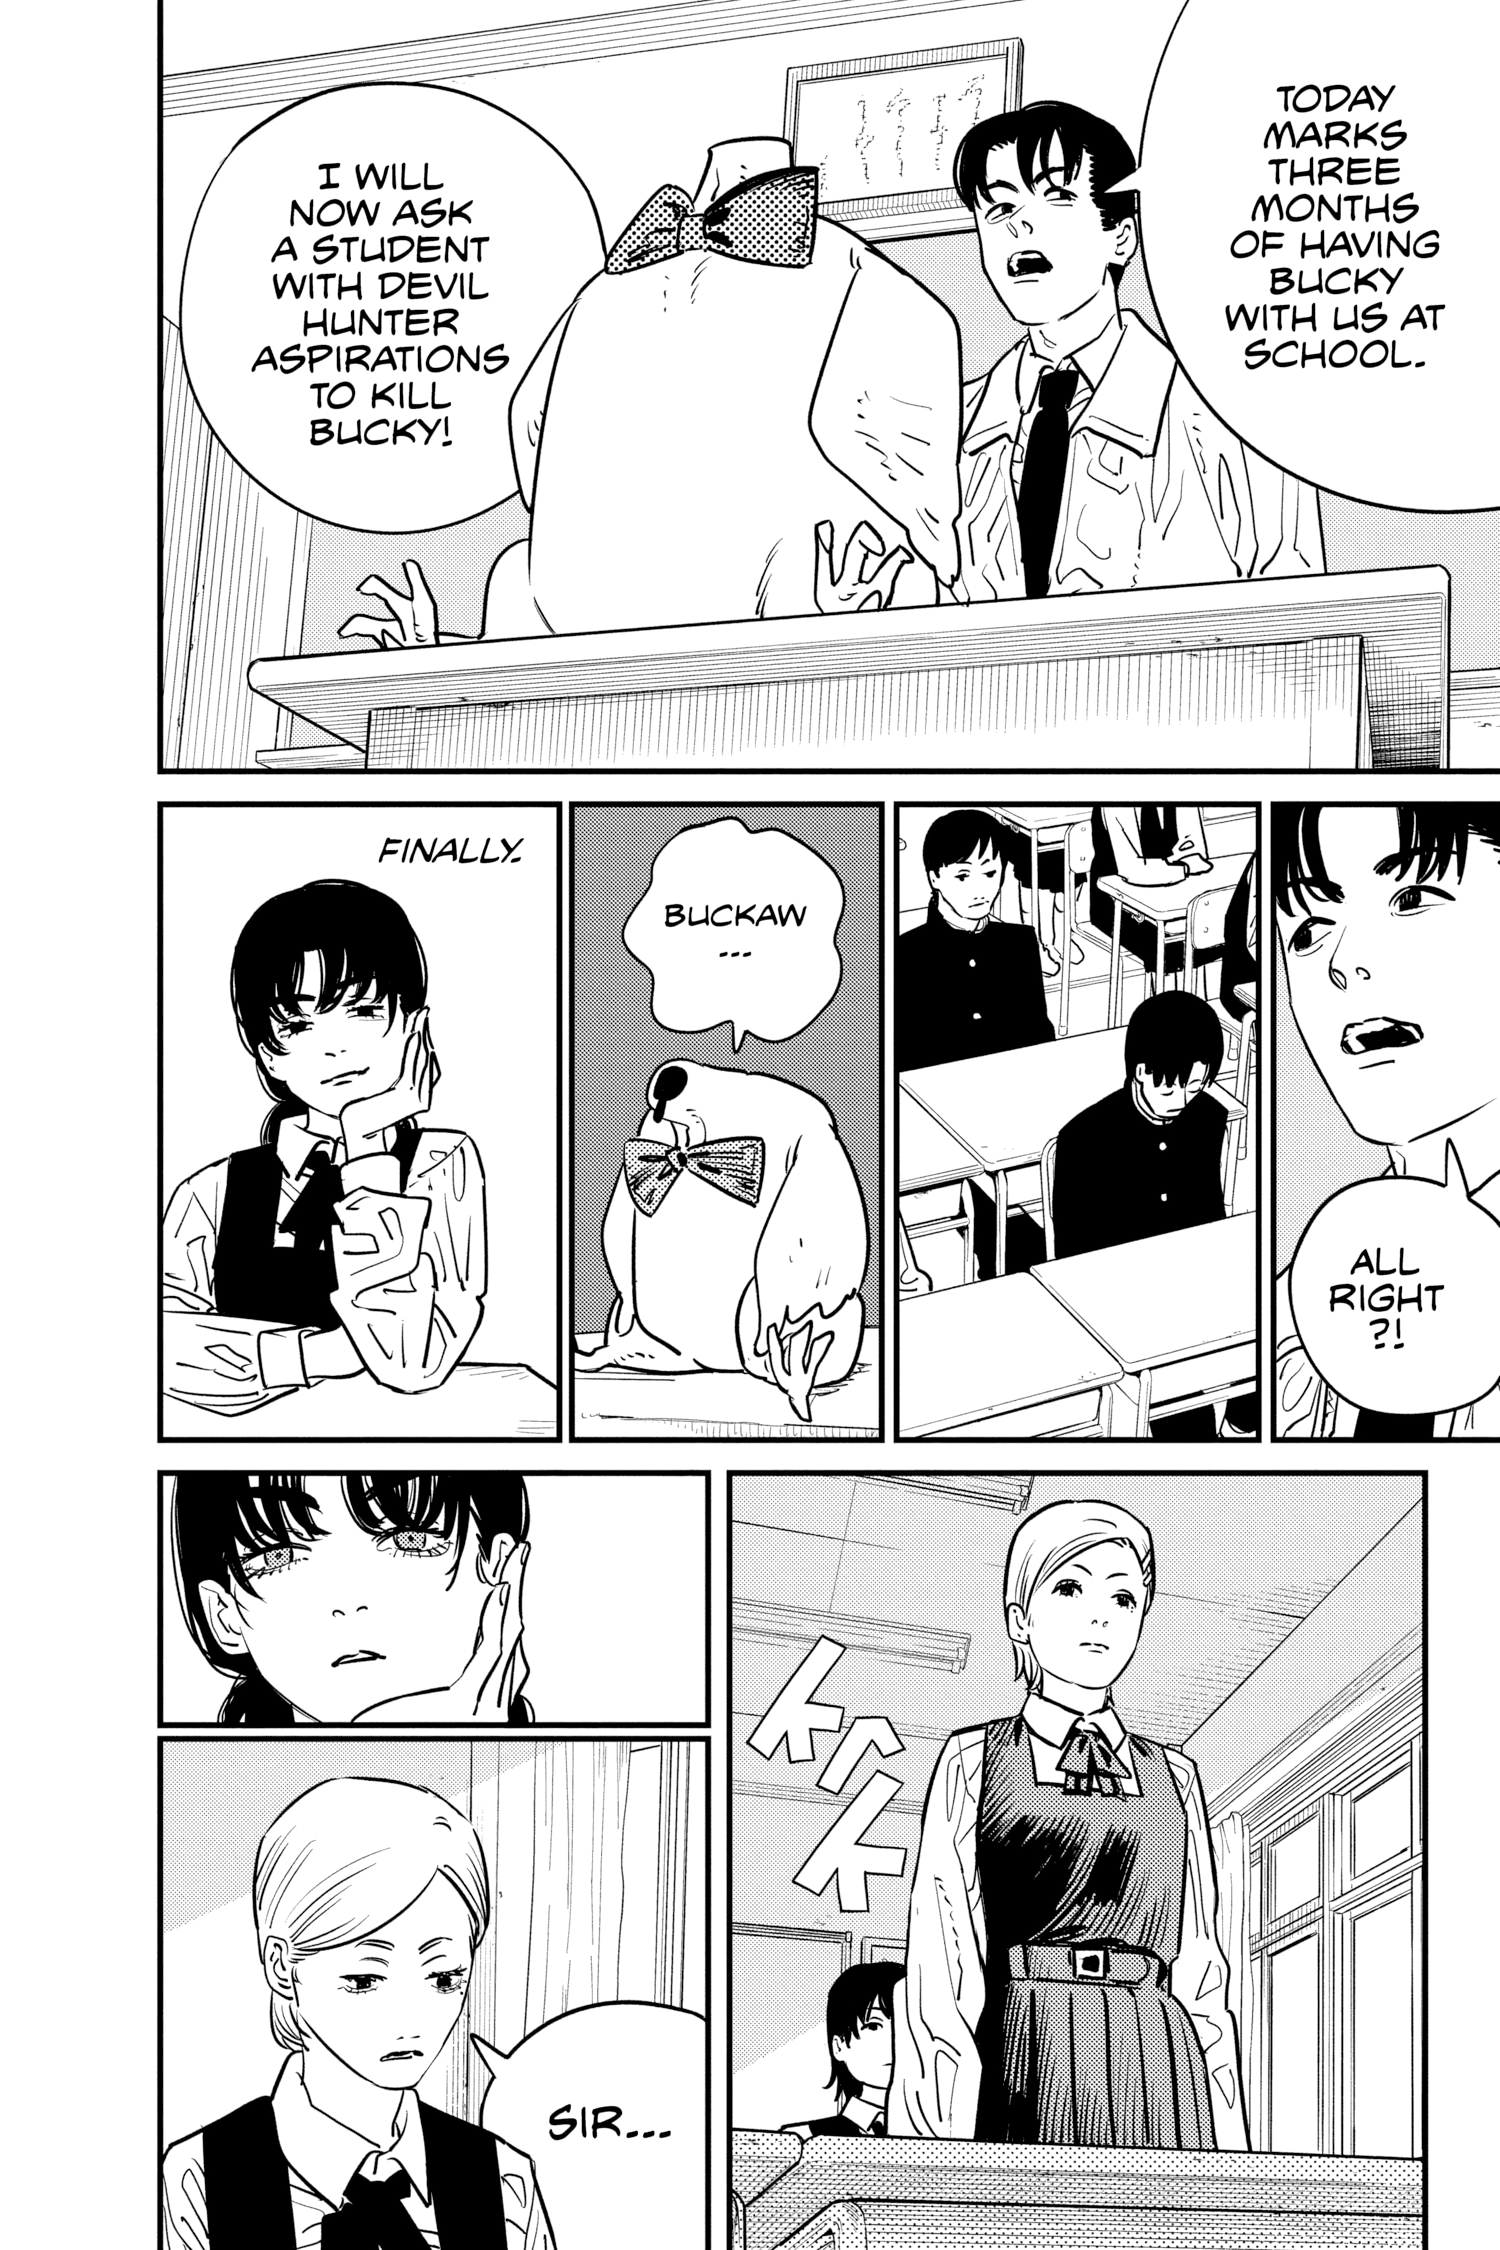 TODAY
MARKS
THREE
MONTHS
OF HAVING
BUCKY
WITH US AT
SCHOOL.
I WILL
NOW ASK
A STUDENT
WITH DEVIL
HUNTER
ASPIRATIONS
TO KILL
BUCKY!
ALL
RIGHT
?!
BUCKAW
...
FINALLY.
SIR...